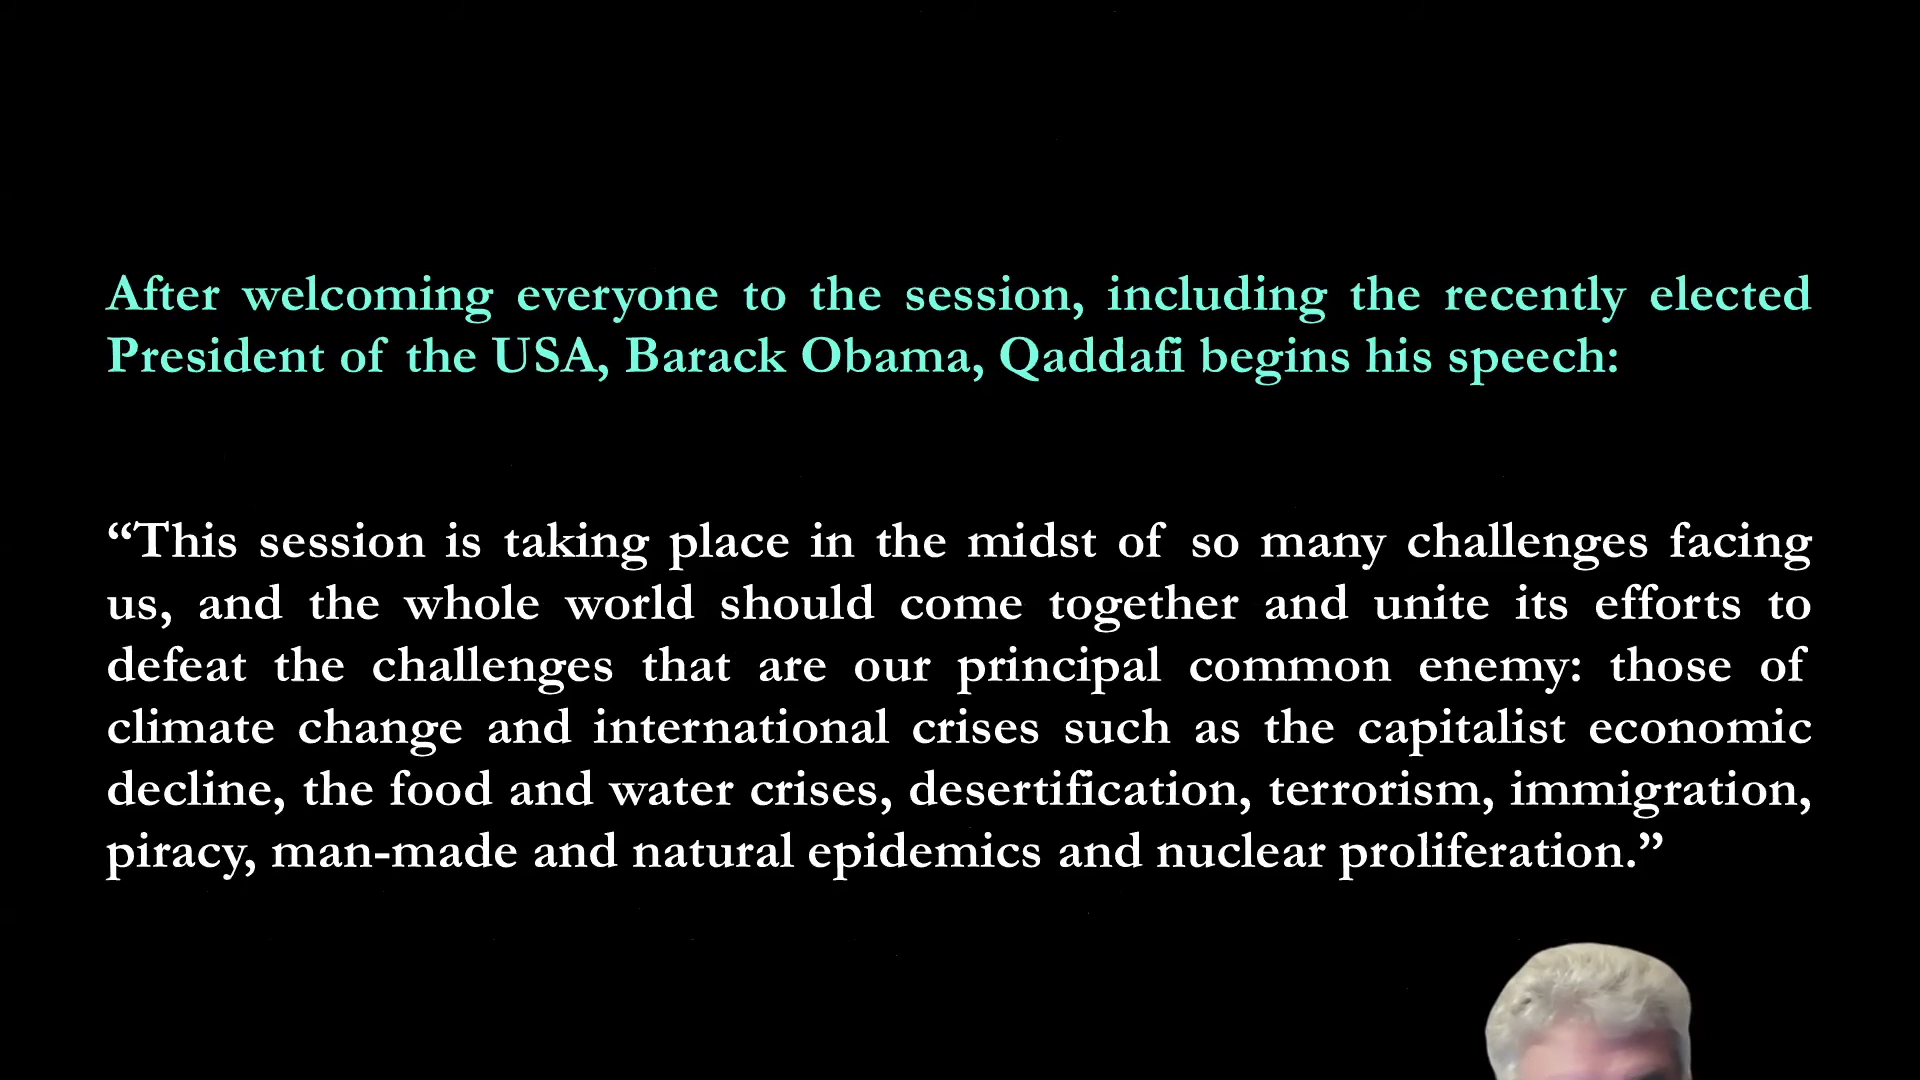 After welcoming everyone to the session, including the recently elected
President of the USA, Barack Obama, Qaddafi begins his speech:
“This session is taking place in the midst of so many challenges facing
us, and the whole world should come together and unite its efforts to
defeat the challenges that are our principal common enemy: those of
climate change and international crises such as the capitalist economic
decline, the food and water crises, desertification, terrorism, immigration,
piracy, man-made and natural epidemics and nuclear proliferation.”